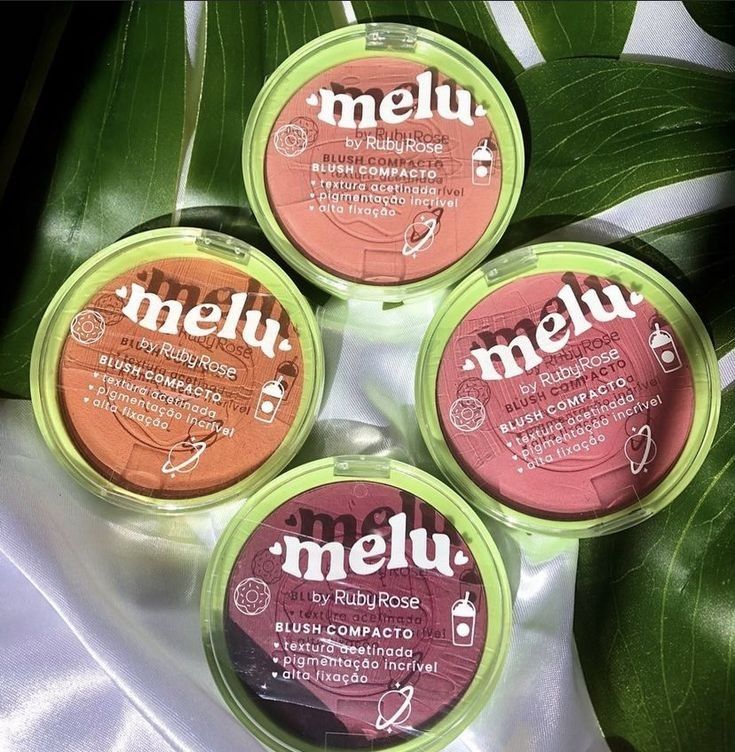 melu
by RubyRose
BLUSH COMPACTO
textura acetinada
pigmentação incrível
alta fixação
melu
by RubyRose
BLUSH COMPACTO
textura acetinada
pigmentação incrível
alta fixação
melu
by RubyRose
BLUSH COMPACTO
textura acetinada
pigmentação incrível
alta fixação
melu
by RubyRose
BLUSH COMPACTO
textura acetinada
pigmentação incrível
alta fixação